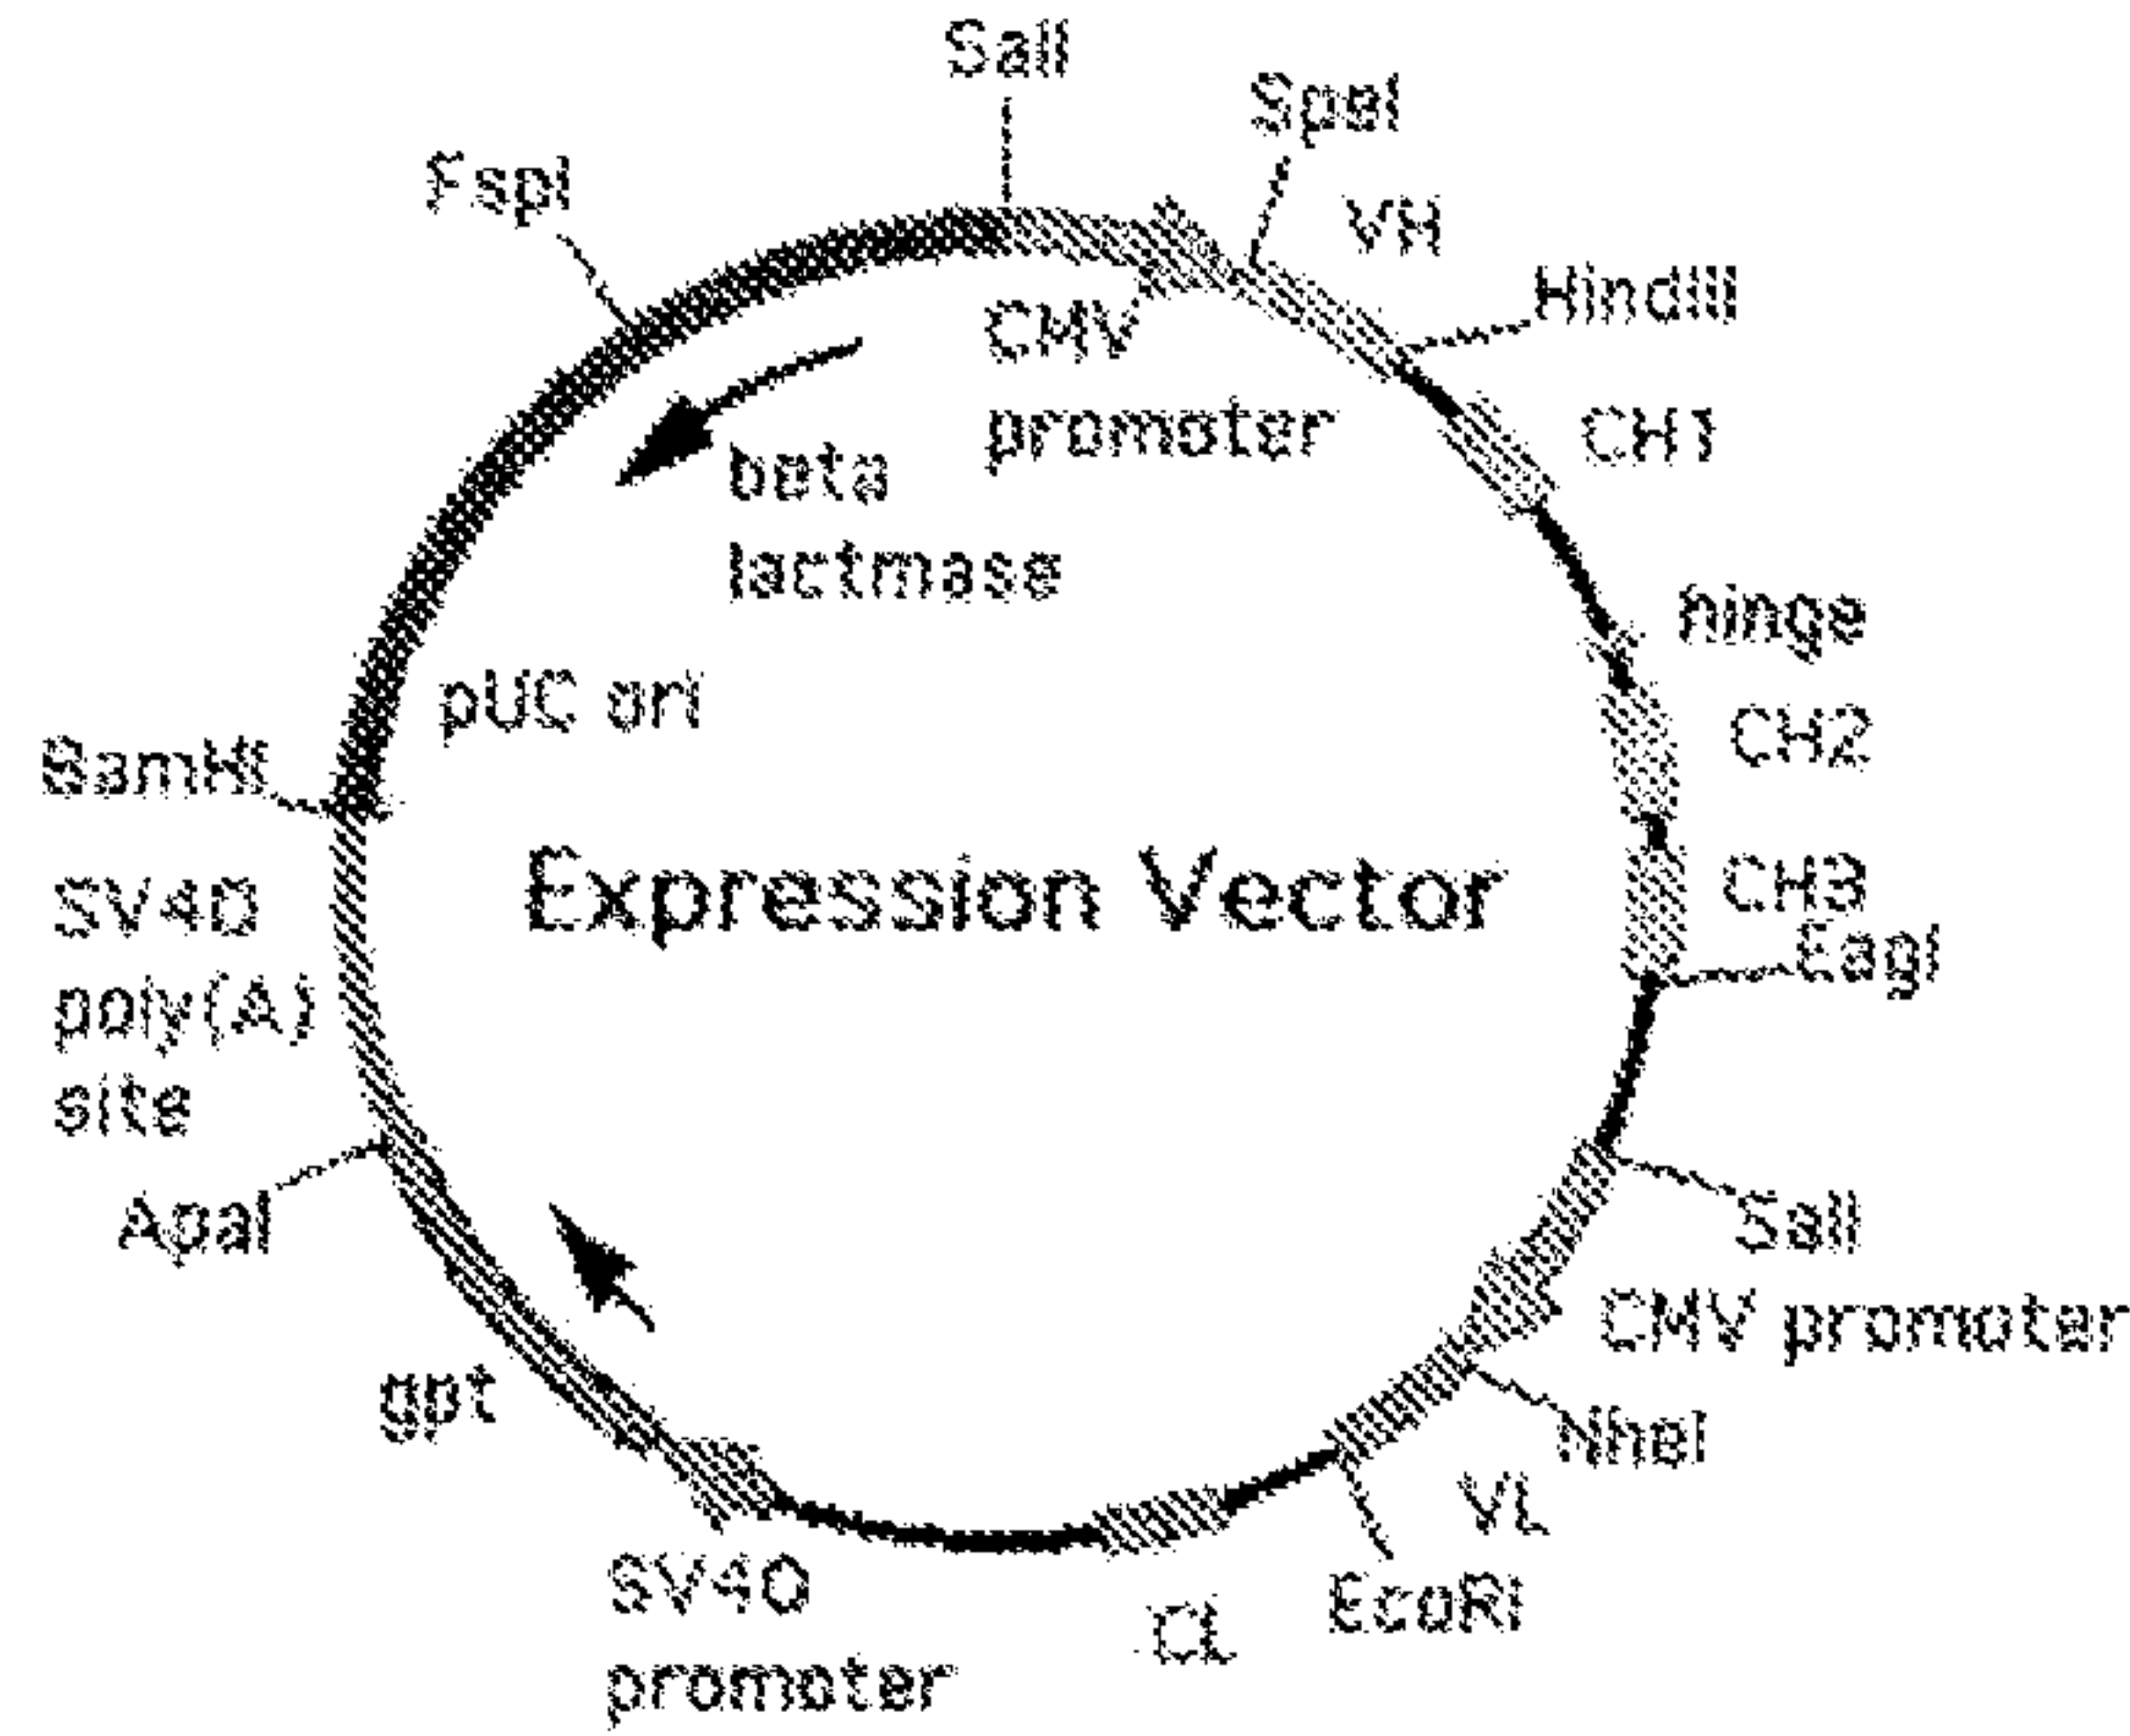 SalI
SpeI
FspI
VH
HindIII
CMV
promoter
CH1
beta
lactmase
hinge
pUC ori
CH2
BamHI
Expression Vector
CH3
SV40
poly(A)
site
EagI
ApaI
SalI
CMV promoter
gpt
NheI
VL
SV40
promoter
CL
EcoRI